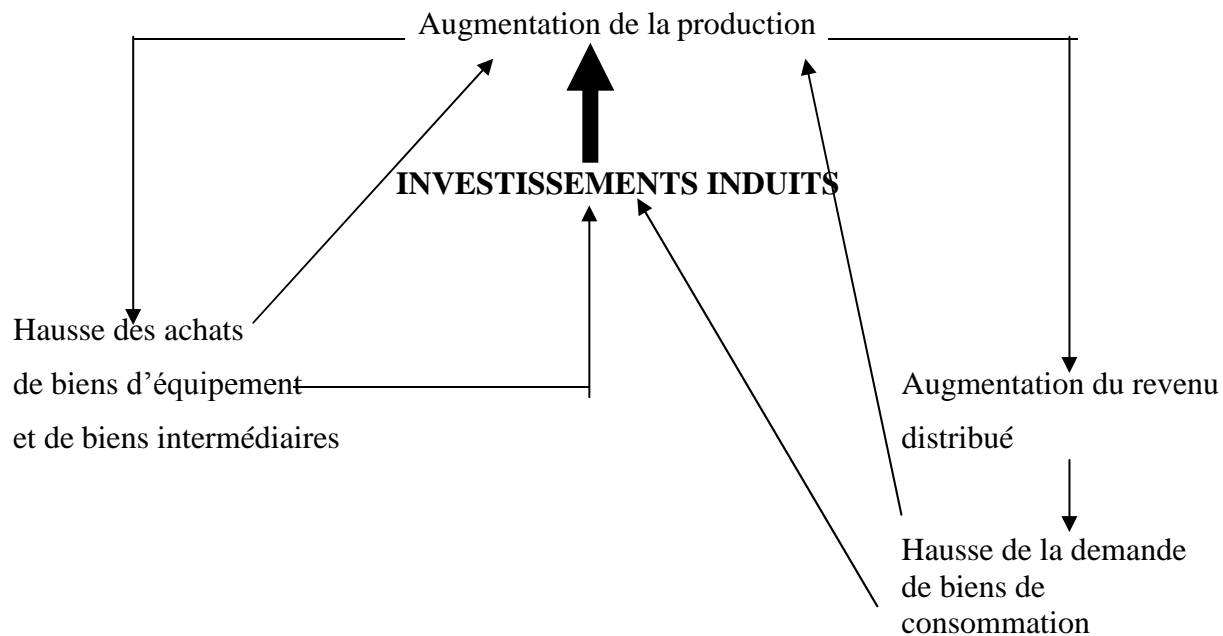 Augmentation de la production
INVESTISSEMENTS INDUITS
Hausse des achats
de biens d’équipement
et de biens intermédiaires
Augmentation du revenu
distribué
Hausse de la demande
de biens de
consommation